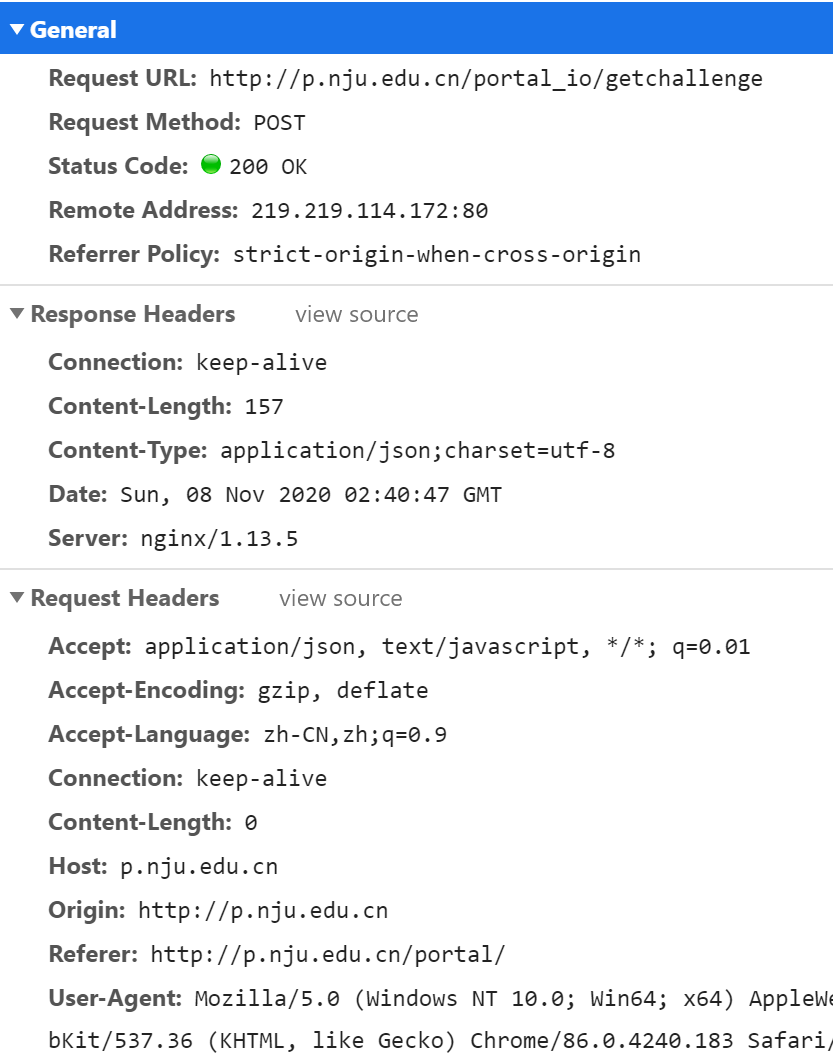 General
Request URL: http://p.nju.edu.cn/portal_io/getchallenge
Request Method: POST
Status Code: 200 OK
Remote Address: 219.219.114.172:80
Referrer Policy: strict-origin-when-cross-origin
Response Headers view source
Connection: keep-alive
Content-Length: 157
Content-Type: application/json;charset=utf-8
Date: Sun, 08 Nov 2020 02:40:47 GMT
Server: nginx/1.13.5
Request Headers view source
Accept: application/json, text/javascript, */*; q=0.01
Accept-Encoding: gzip, deflate
Accept-Language: zh-CN,zh;q=0.9
Connection: keep-alive
Content-Length: 0
Host: p.nju.edu.cn
Origin: http://p.nju.edu.cn
Referer: http://p.nju.edu.cn/portal/
User-Agent: Mozilla/5.0 (Windows NT 10.0; Win64; x64) AppleWe
bKit/537.36 (KHTML, like Gecko) Chrome/86.0.4240.183 Safari/